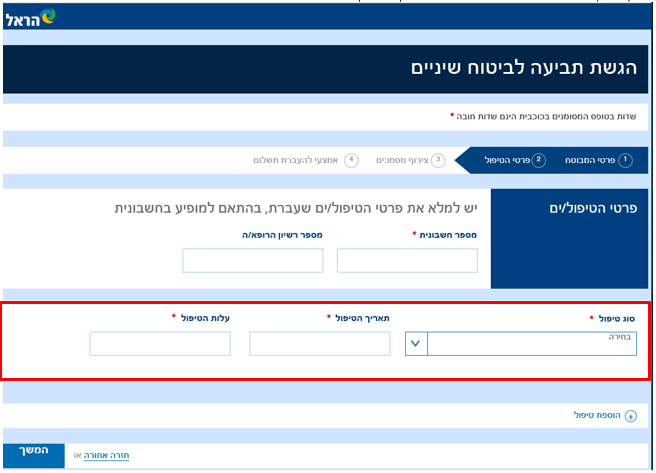 הראל
הגשת תביעה לביטוח שיניים
שדות בטופס המסומנים בכוכבית הינם שדות חובה *
1 פרטי המבוטח 2 פרטי הטיפול 3 צירוף מסמכים 4 אמצעי להעברת תשלום
פרטי הטיפול/ים
יש למלא את פרטי הטיפול/ים שעברת, בהתאם למופיע בחשבונית
מספר חשבונית * מספר רשיון הרופא/ה
סוג טיפול * תאריך הטיפול * עלות הטיפול *
בחירה
הוספת טיפול
חזרה אחורה או המשך